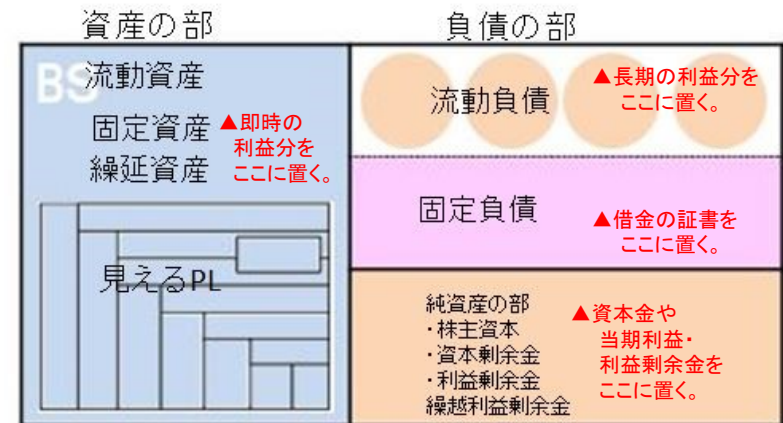 資産の部
負債の部
BS
流動資産
固定資産
繰延資産
▲即時の
利益分を
ここに置く。
見えるPL
流動負債
▲長期の利益分を
ここに置く。
固定負債
▲借金の証書を
ここに置く。
純資産の部
・株主資本
・資本剰余金
・利益剰余金
繰越利益剰余金
▲資本金や
当期利益・
利益剰余金を
ここに置く。